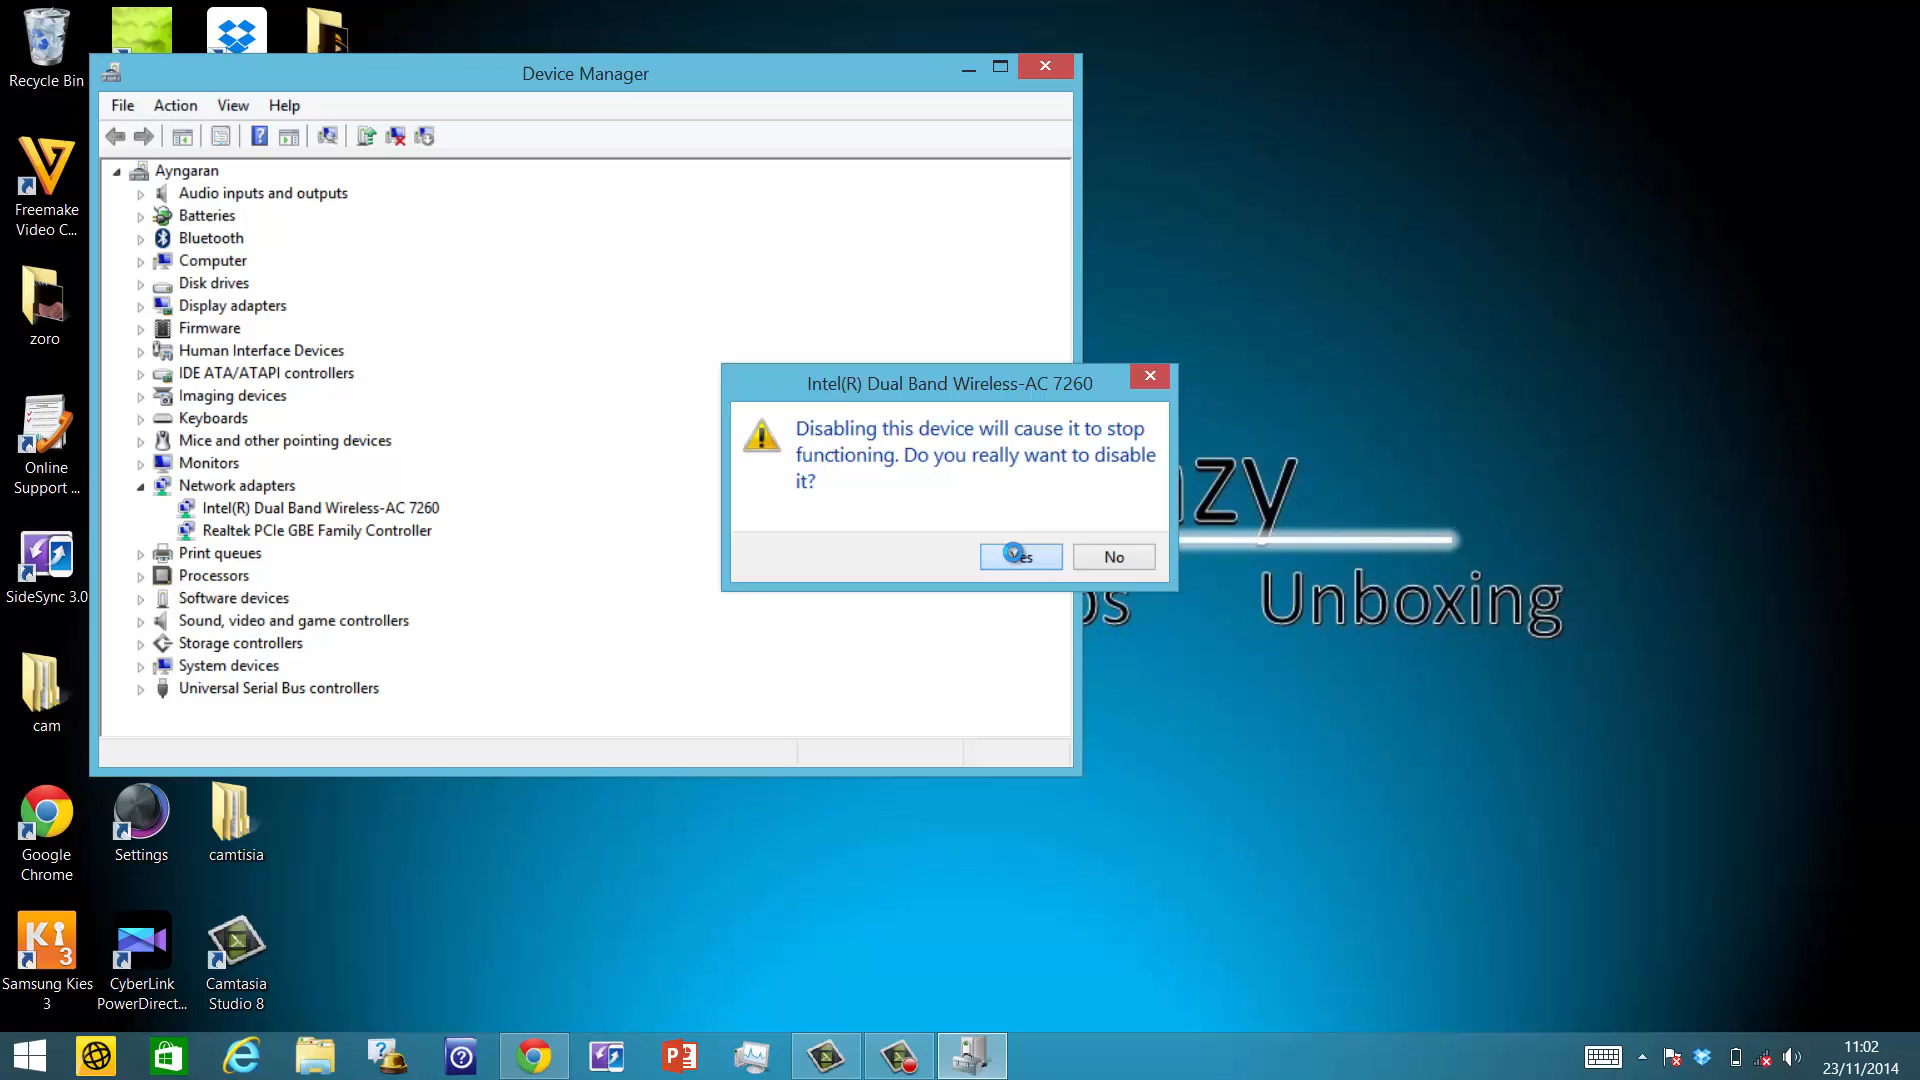 Recycle Bin
Freemake
Video C...
zoro
Online
Support ...
SideSync 3.0
cam
Google
Chrome
Settings
camtisia
Samsung Kies
3
CyberLink
PowerDirect...
Camtasia
Studio 8
Device Manager
File Action View Help
Ayngaran
Audio inputs and outputs
Batteries
Bluetooth
Computer
Disk drives
Display adapters
Firmware
Human Interface Devices
IDE ATA/ATAPI controllers
Imaging devices
Keyboards
Mice and other pointing devices
Monitors
Network adapters
Intel(R) Dual Band Wireless-AC 7260
Realtek PCIe GBE Family Controller
Print queues
Processors
Software devices
Sound, video and game controllers
Storage controllers
System devices
Universal Serial Bus controllers
Intel(R) Dual Band Wireless-AC 7260
Disabling this device will cause it to stop
functioning. Do you really want to disable
it?
No
Unboxing
11:02
23/11/2014